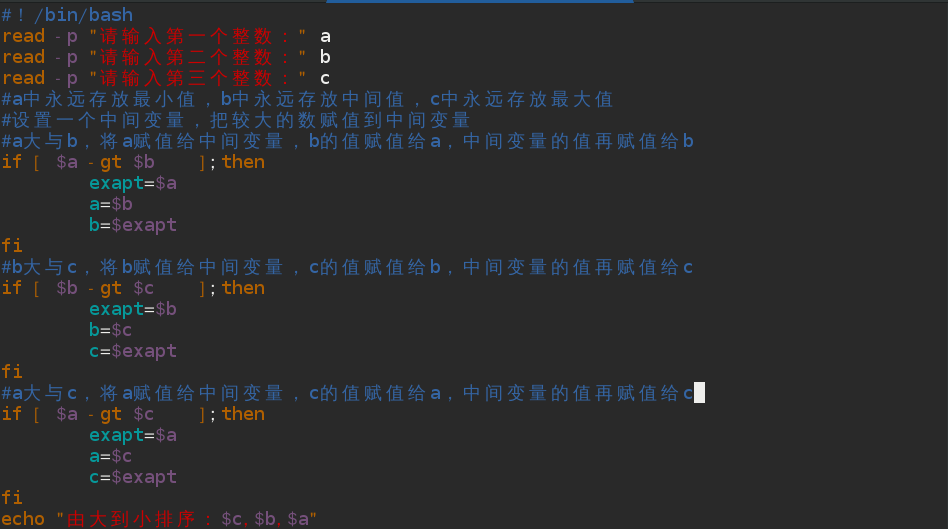 #！/bin/bash
read -p "请输入第一个整数：" a
read -p "请输入第二个整数：" b
read -p "请输入第三个整数：" c
#a中永远存放最小值，b中永远存放中间值，c中永远存放最大值
#设置一个中间变量，把较大的数赋值到中间变量
#a大与b，将a赋值给中间变量，b的值赋值给a，中间变量的值再赋值给b
if [ $a -gt $b    ];then
        exapt=$a
        a=$b
        b=$exapt
fi
#b大与c，将b赋值给中间变量，c的值赋值给b，中间变量的值再赋值给c
if [ $b -gt $c    ];then
        exapt=$b
        b=$c
        c=$exapt
fi
#a大与c，将a赋值给中间变量，c的值赋值给a，中间变量的值再赋值给c
if [ $a -gt $c    ];then
        exapt=$a
        a=$c
        c=$exapt
fi
echo "由大到小排序：$c,$b,$a"